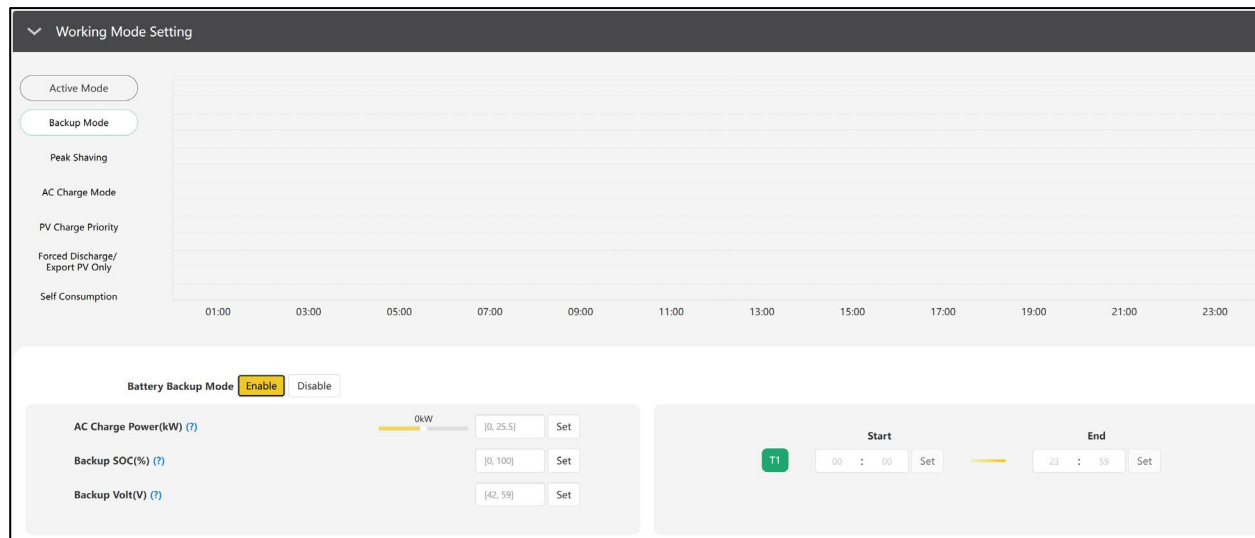 Working Mode Setting
Active Mode
Backup Mode
Peak Shaving
AC Charge Mode
PV Charge Priority
Forced Discharge/
Export PV Only
Self Consumption
01:00 03:00 05:00 07:00 09:00 11:00 13:00 15:00 17:00 19:00 21:00 23:00
Battery Backup Mode Enable Disable
AC Charge Power(kW) (?) 0kW [0, 25.5] Set
Backup SOC(%) (?) [0, 100] Set
Backup Volt(V) (?) [42, 59] Set
Start End
T1 00 : 00 Set 23 : 59 Set